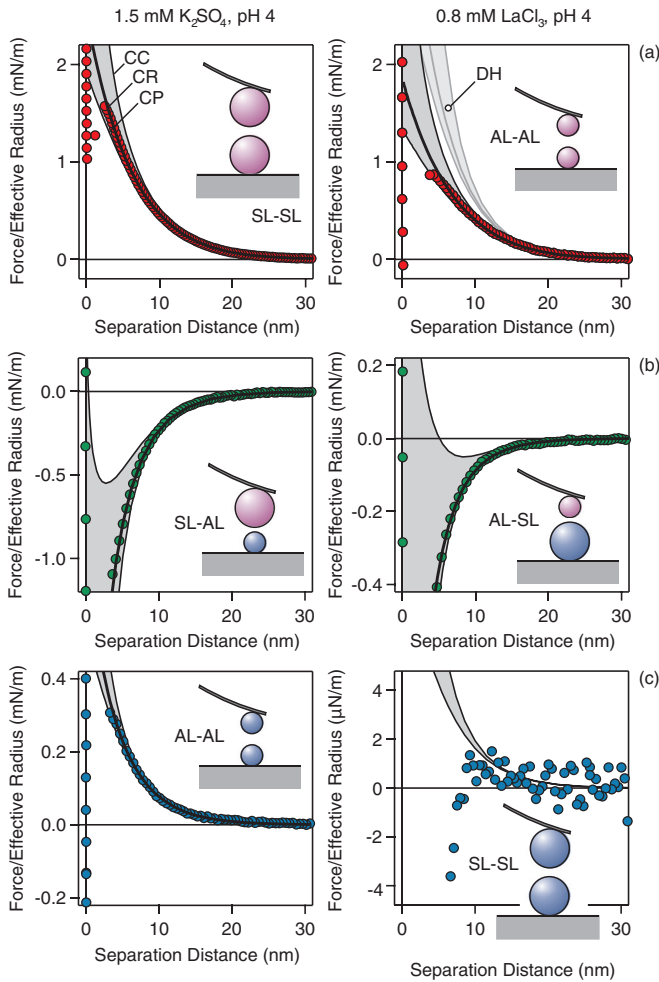 1.5 mM K₂SO₄, pH 4
0.8 mM LaCl₃, pH 4
(a)
Force/Effective Radius (mN/m)
2
1
0
CC
CR
CP
SL-SL
0
10
20
30
Separation Distance (nm)
Force/Effective Radius (mN/m)
2
1
0
DH
AL-AL
0
10
20
30
Separation Distance (nm)
(b)
Force/Effective Radius (mN/m)
0.0
-0.5
-1.0
SL-AL
0
10
20
30
Separation Distance (nm)
Force/Effective Radius (mN/m)
0.2
0.0
-0.2
-0.4
AL-SL
0
10
20
30
Separation Distance (nm)
(c)
Force/Effective Radius (mN/m)
0.4
0.2
0.0
-0.2
AL-AL
0
10
20
30
Separation Distance (nm)
Force/Effective Radius (µN/m)
4
2
0
-2
-4
SL-SL
0
10
20
30
Separation Distance (nm)